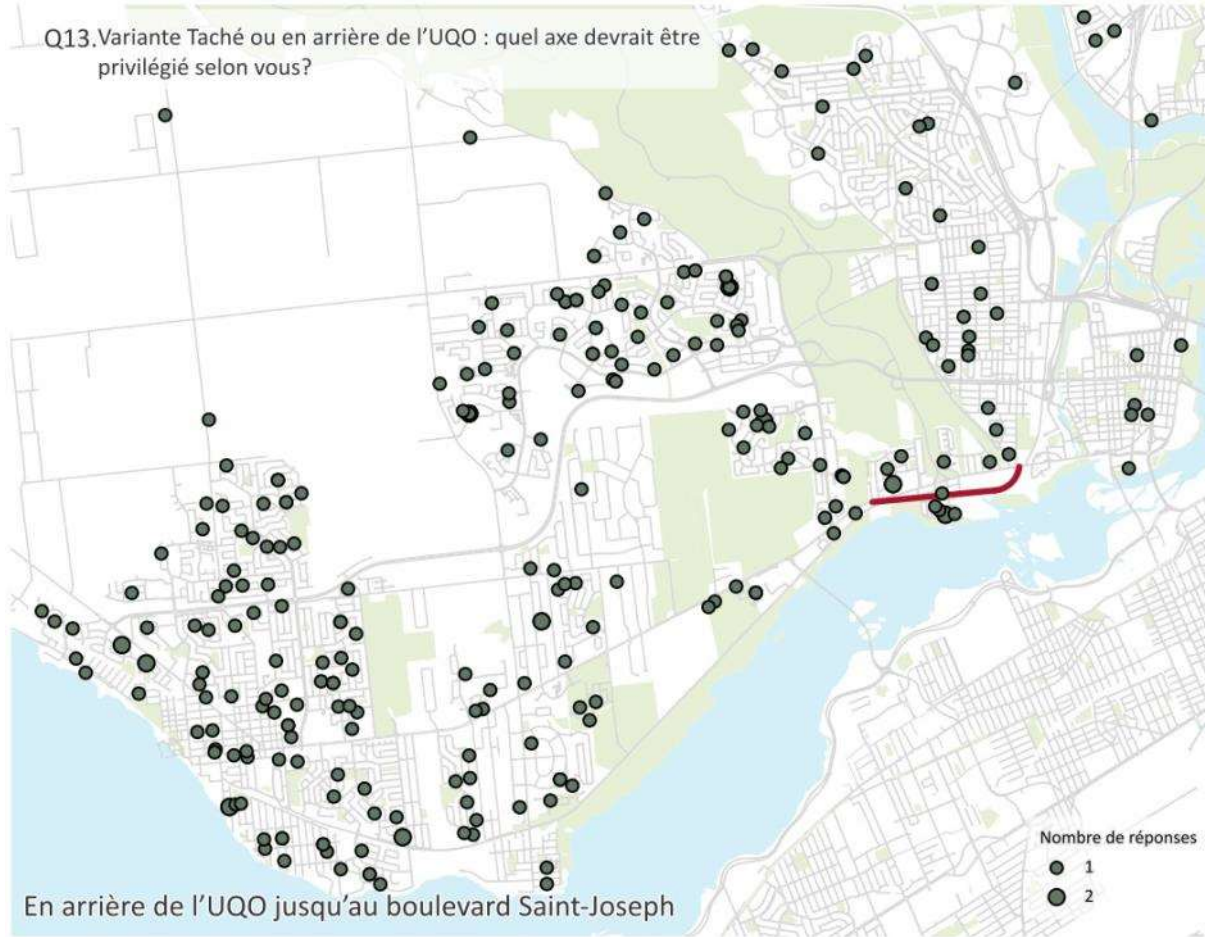 Q13. Variante Taché ou en arrière de l'UQO : quel axe devrait être
privilégié selon vous?
Nombre de réponses
1
2
En arrière de l'UQO jusqu'au boulevard Saint-Joseph